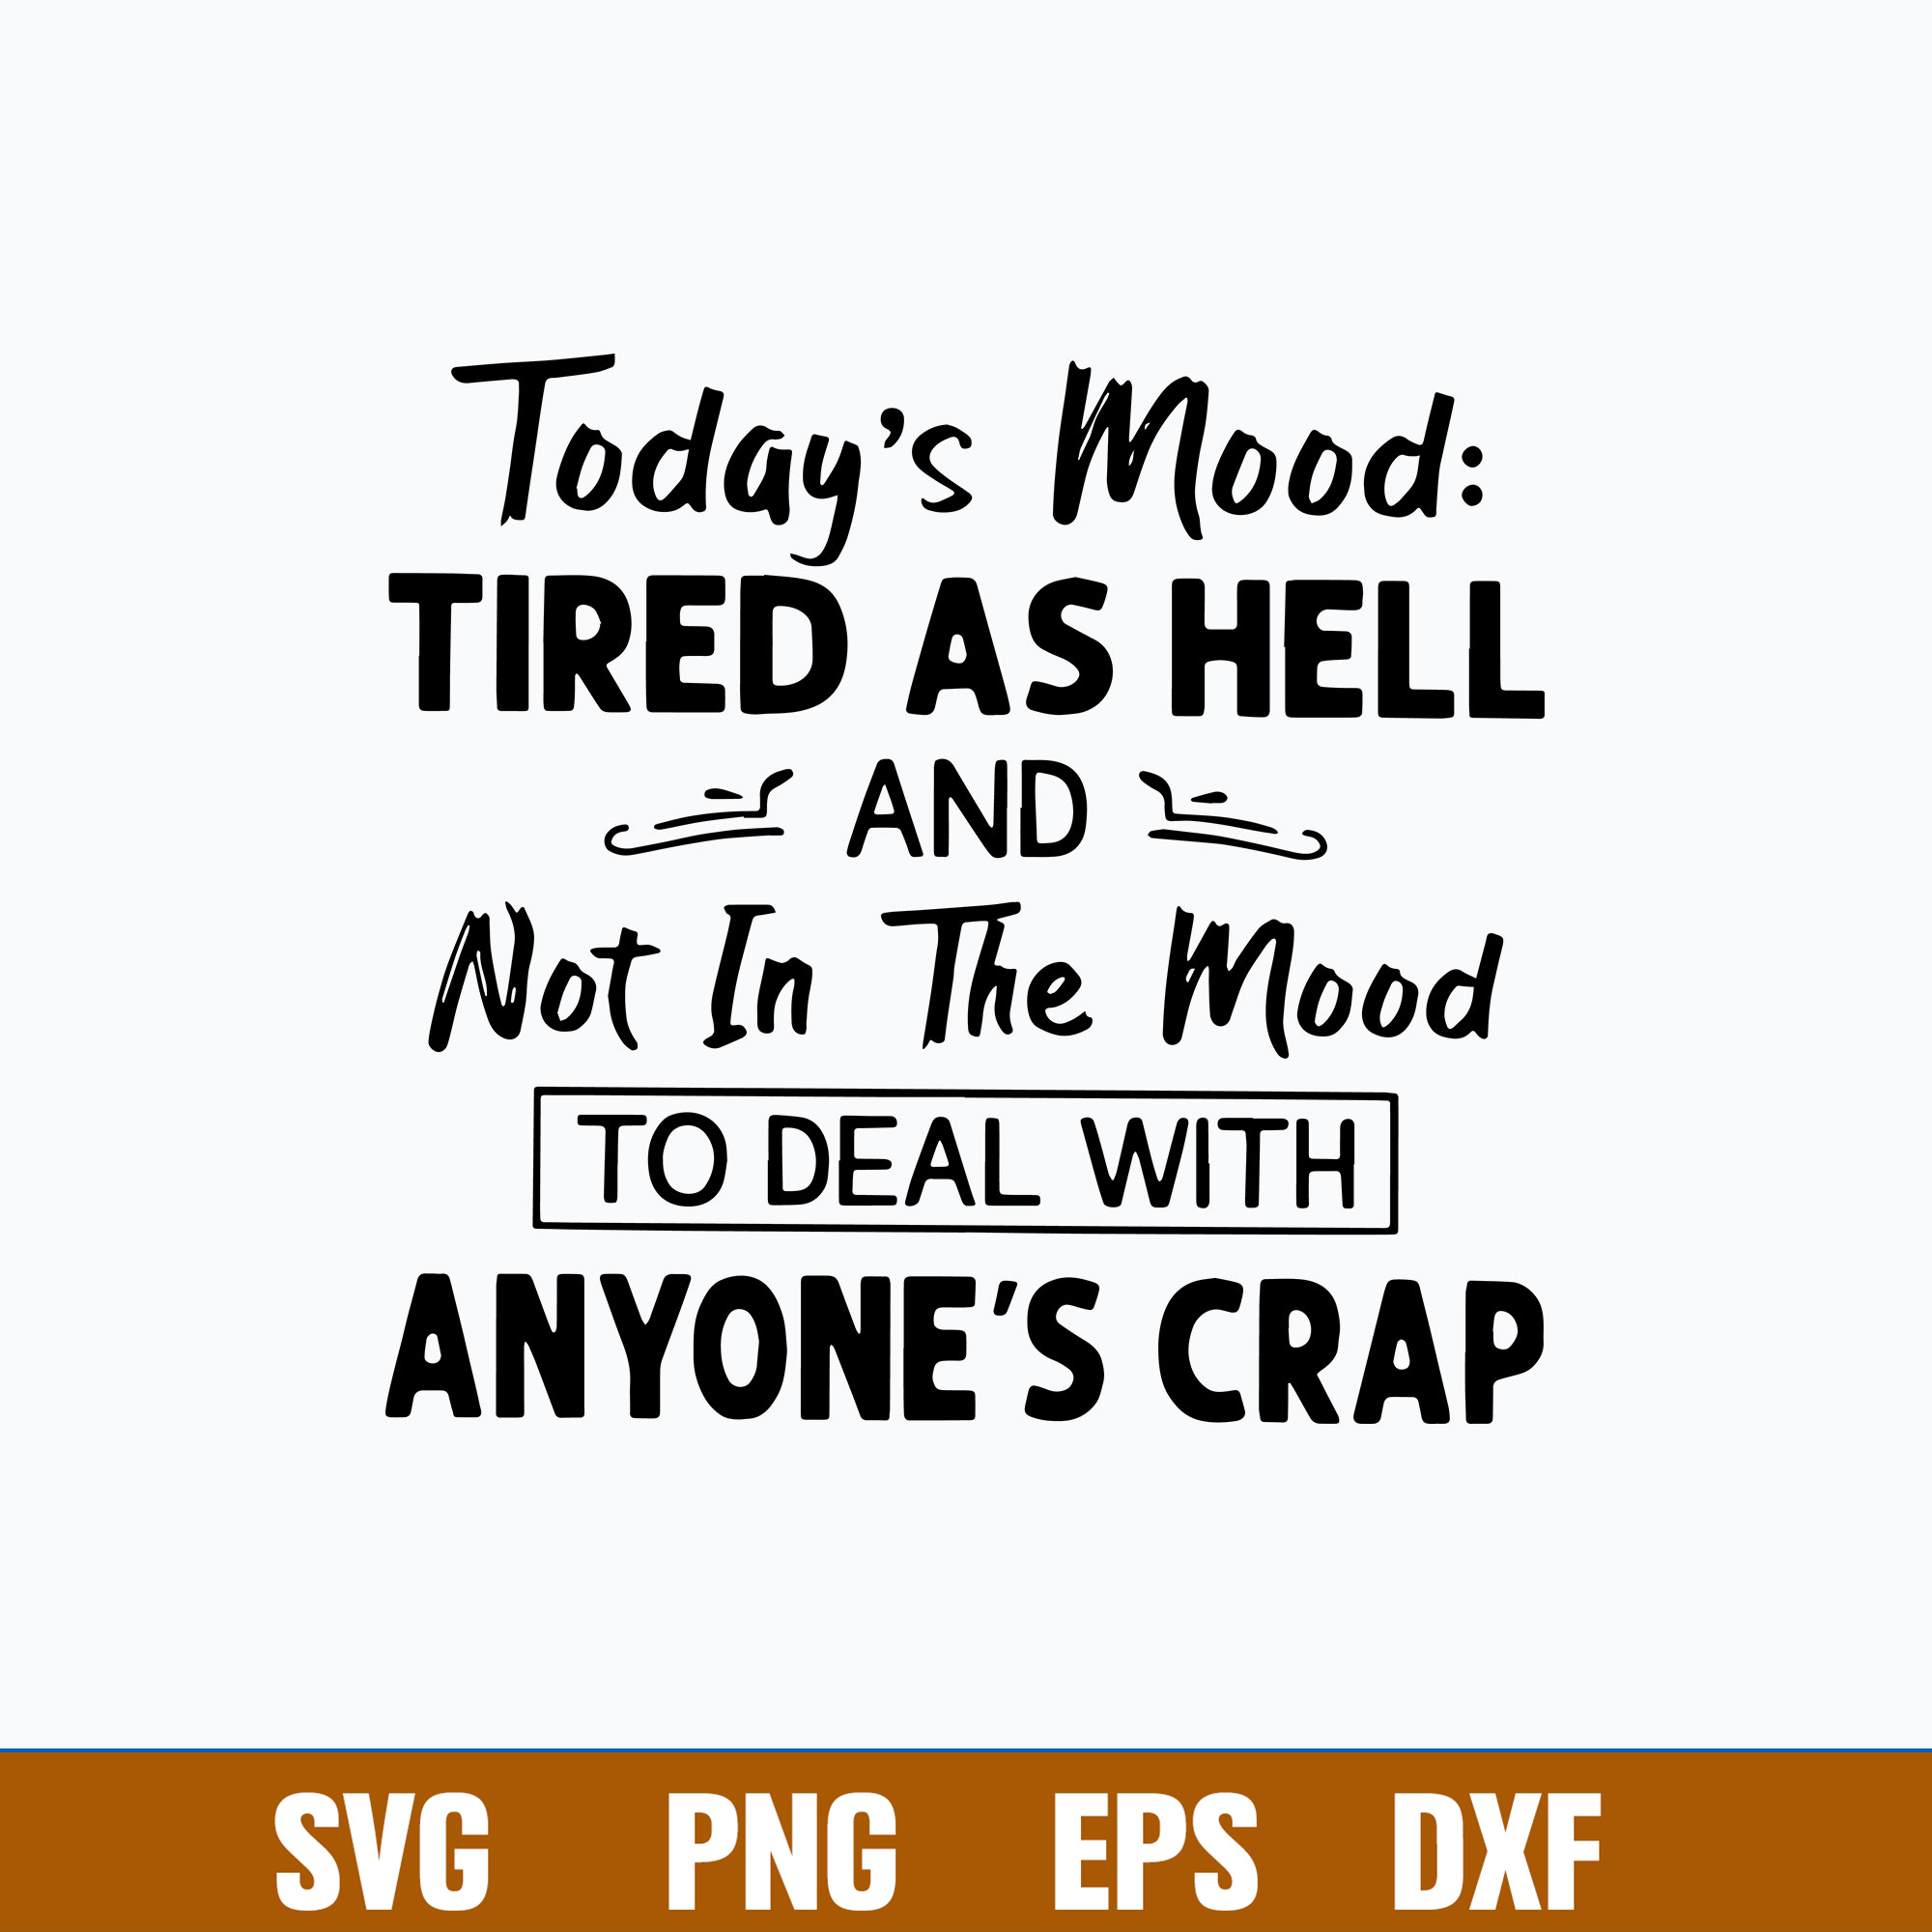 Today's Mood:
TIRED AS HELL
AND
Not In The Mood
TO DEAL WITH
ANYONE'S CRAP
SVG PNG EPS DXF